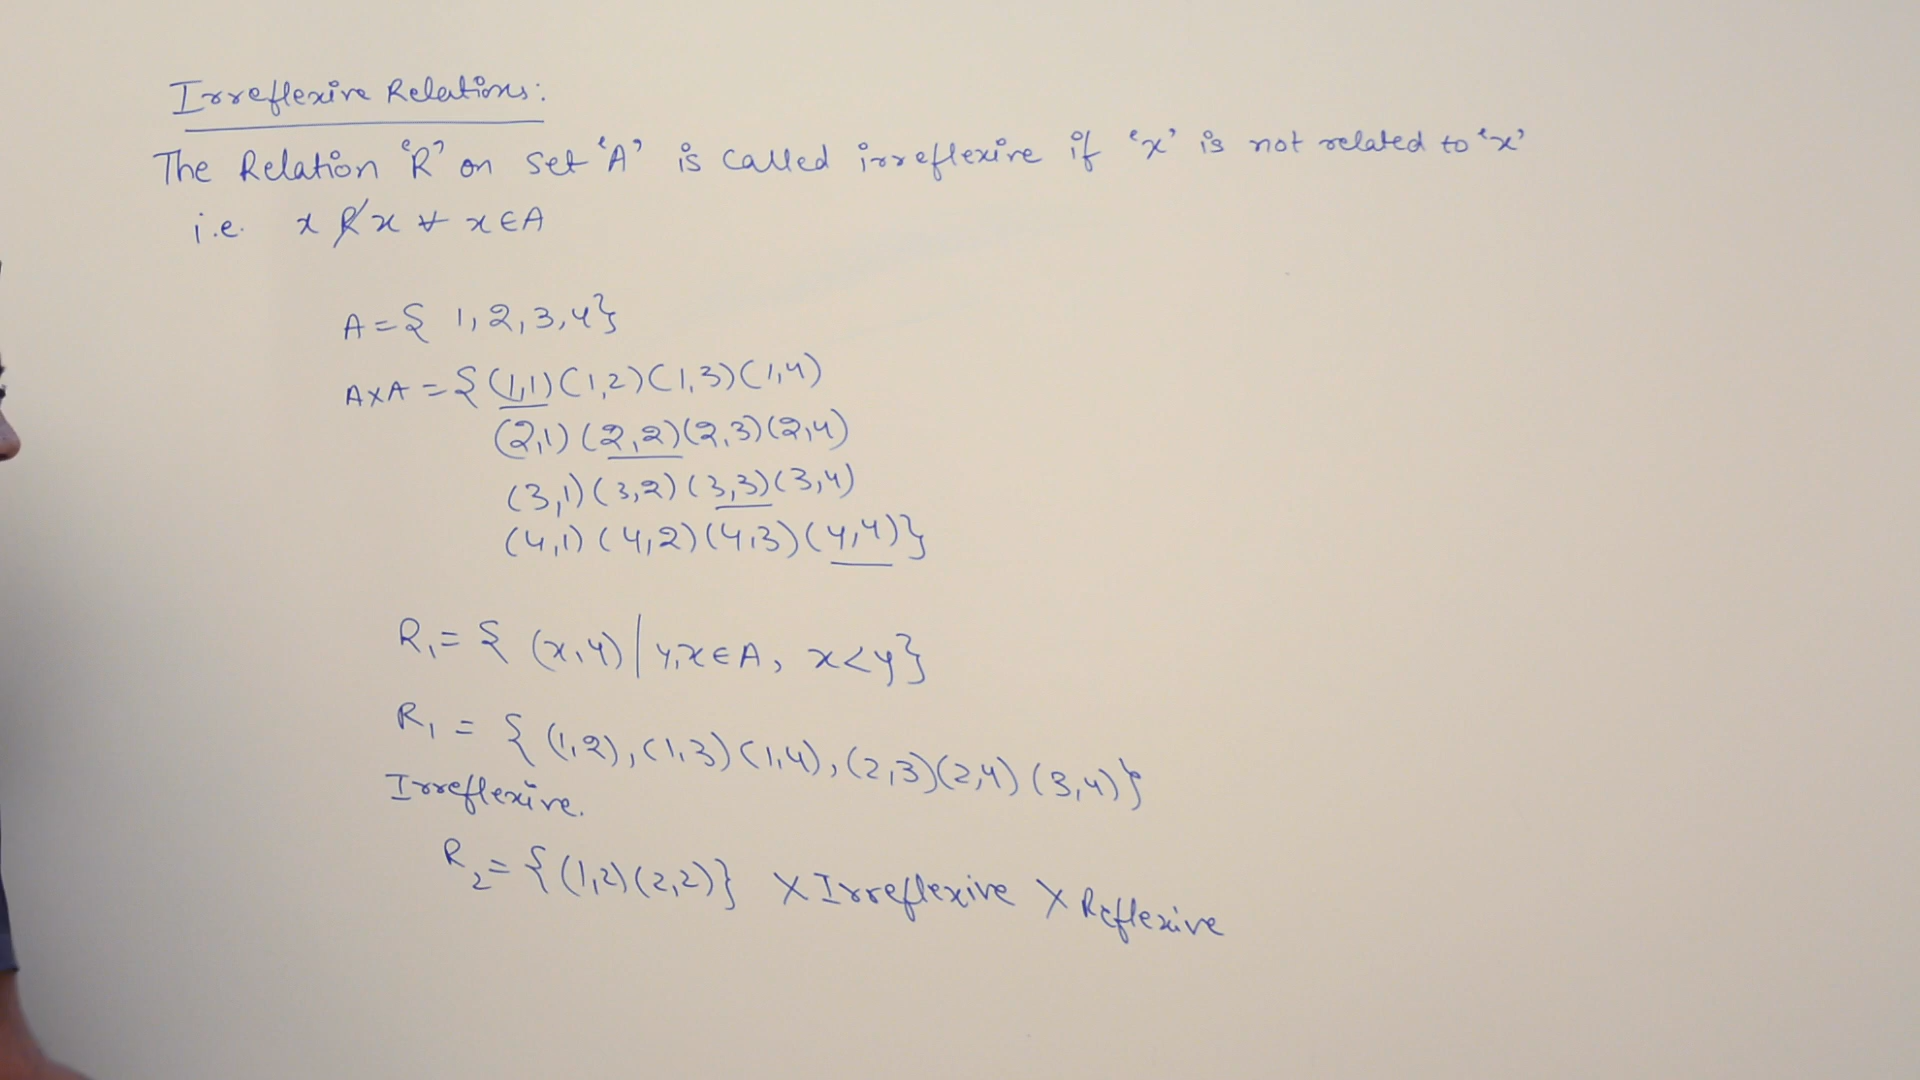 Irreflexive Relations:
The Relation 'R' on set 'A' is called irreflexive if 'x' is not related to 'x'
i.e. x R̸ x ∀ x ∈ A
A = { 1, 2, 3, 4}
A×A = { (1,1) (1,2) (1,3) (1,4)
(2,1) (2,2) (2,3) (2,4)
(3,1) (3,2) (3,3) (3,4)
(4,1) (4,2) (4,3) (4,4)}
R₁ = { (x,y) | y,x ∈ A, x<y}
R₁ = { (1,2), (1,3) (1,4), (2,3) (2,4) (3,4)}
Irreflexive.
R₂ = { (1,2) (2,2)} X Irreflexive X Reflexive